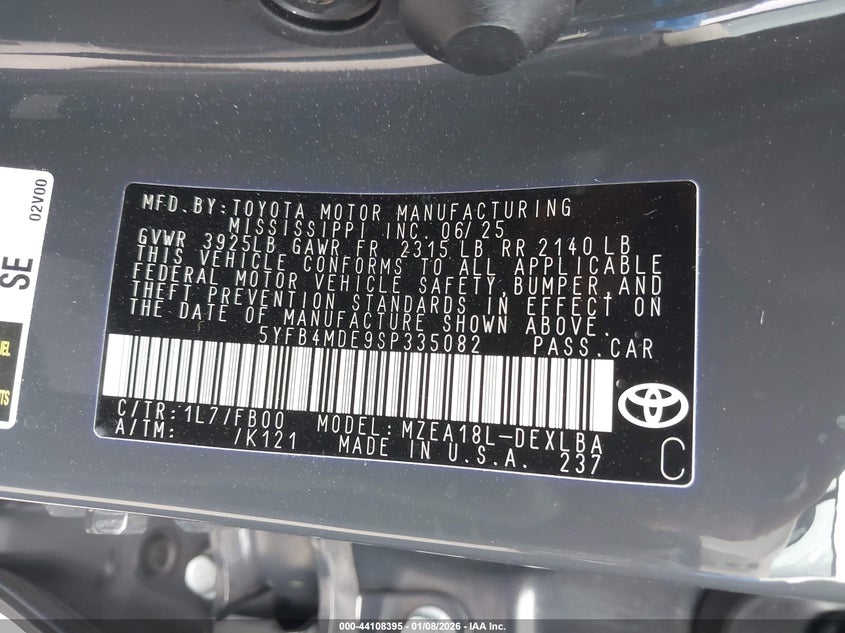 02V00
SE
UEL
TS
MFD.BY:TOYOTA MOTOR MANUFACTURING
MISSISSIPPI INC. 06/25
GVWR 3925LB GAWR FR 2315 LB RR 2140 LB
THIS VEHICLE CONFORMS TO ALL APPLICABLE
FEDERAL MOTOR VEHICLE SAFETY,BUMPER,AND
THEFT PREVENTION STANDARDS IN EFFECT ON
THE DATE OF MANUFACTURE SHOWN ABOVE.
5YFB4MDE9SP335082 PASS.CAR
C/TR:1L7/FB00 MODEL:MZEA18L-DEXLBA
A/TM: /K121 MADE IN U.S.A. 237
C
000-44108395 - 01/08/2026 - ©IAA Inc.